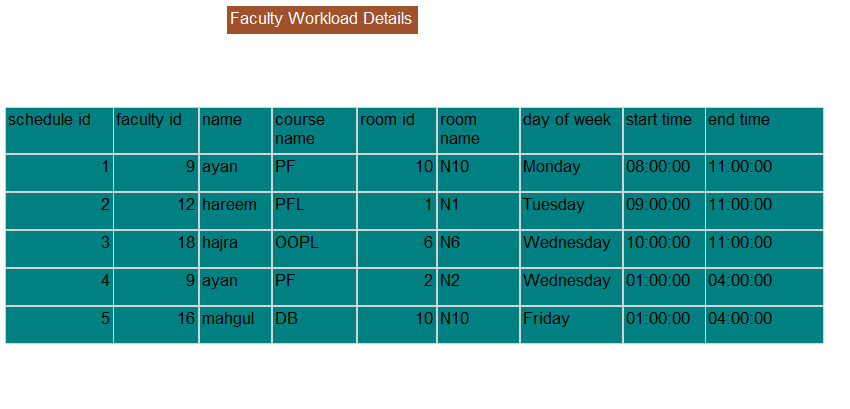 Faculty Workload Details
schedule id faculty id name course name room id room name day of week start time end time
1 9 ayan PF 10 N10 Monday 08:00:00 11:00:00
2 12 hareem PFL 1 N1 Tuesday 09:00:00 11:00:00
3 18 hajra OOPL 6 N6 Wednesday 10:00:00 11:00:00
4 9 ayan PF 2 N2 Wednesday 01:00:00 04:00:00
5 16 mahgul DB 10 N10 Friday 01:00:00 04:00:00